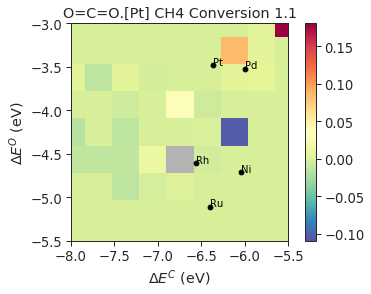 O=C=O.[Pt] CH4 Conversion 1.1
−3.0
−3.5
−4.0
−4.5
−5.0
−5.5
ΔE^O (eV)
Pt
Pd
Rh
Ni
Ru
−8.0 −7.5 −7.0 −6.5 −6.0 −5.5
ΔE^C (eV)
0.15
0.10
0.05
0.00
−0.05
−0.10